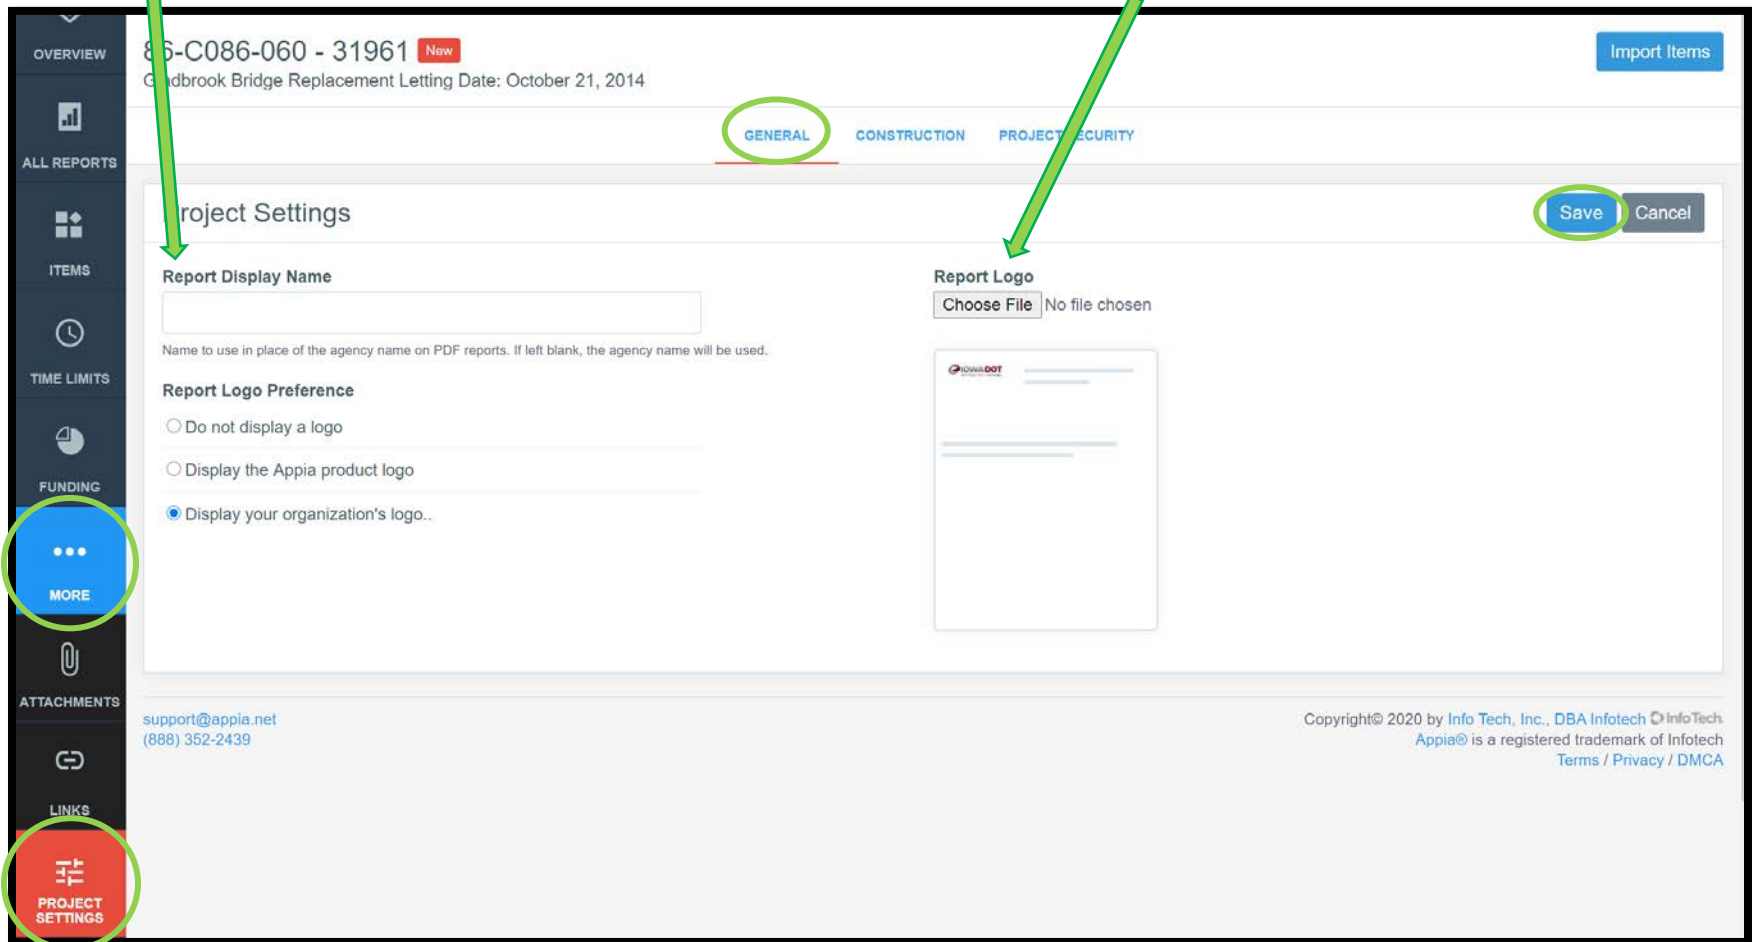 OVERVIEW
ALL REPORTS
ITEMS
TIME LIMITS
FUNDING
MORE
ATTACHMENTS
LINKS
PROJECT
SETTINGS
86-C086-060 - 31961 New
Gladbrook Bridge Replacement Letting Date: October 21, 2014
Import Items
GENERAL CONSTRUCTION PROJECT SECURITY
Project Settings
Save Cancel
Report Display Name
Name to use in place of the agency name on PDF reports. If left blank, the agency name will be used.
Report Logo Preference
Do not display a logo
Display the Appia product logo
Display your organization's logo..
Report Logo
Choose File No file chosen
IOWADOT
support@appia.net
(888) 352-2439
Copyright© 2020 by Info Tech, Inc., DBA Infotech InfoTech.
Appia® is a registered trademark of Infotech
Terms / Privacy / DMCA